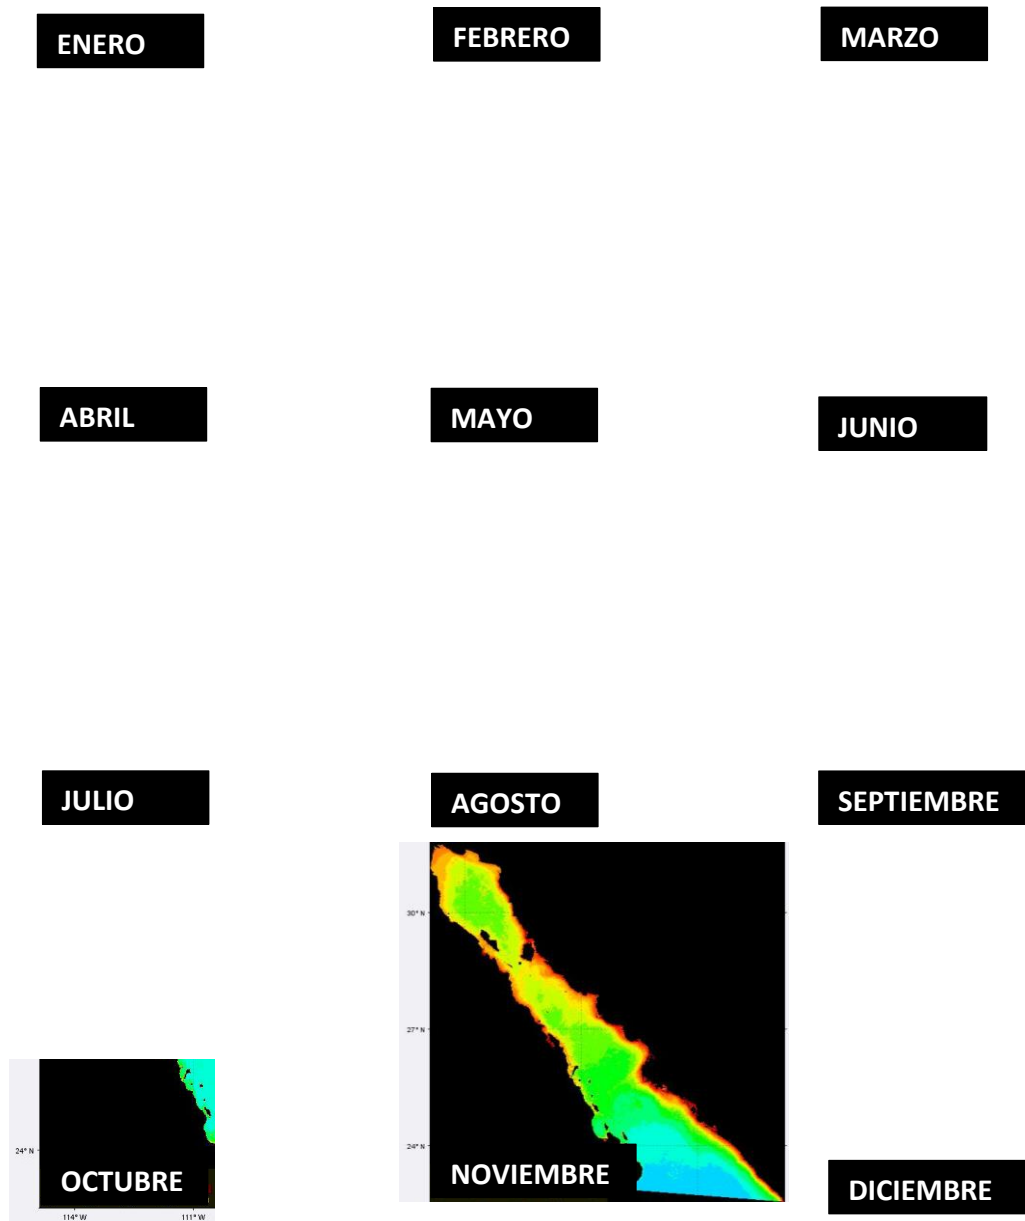 ENERO
FEBRERO
MARZO
ABRIL
MAYO
JUNIO
JULIO
AGOSTO
SEPTIEMBRE
30° N
27° N
24° N
24° N
OCTUBRE
NOVIEMBRE
DICIEMBRE
114° W
111° W